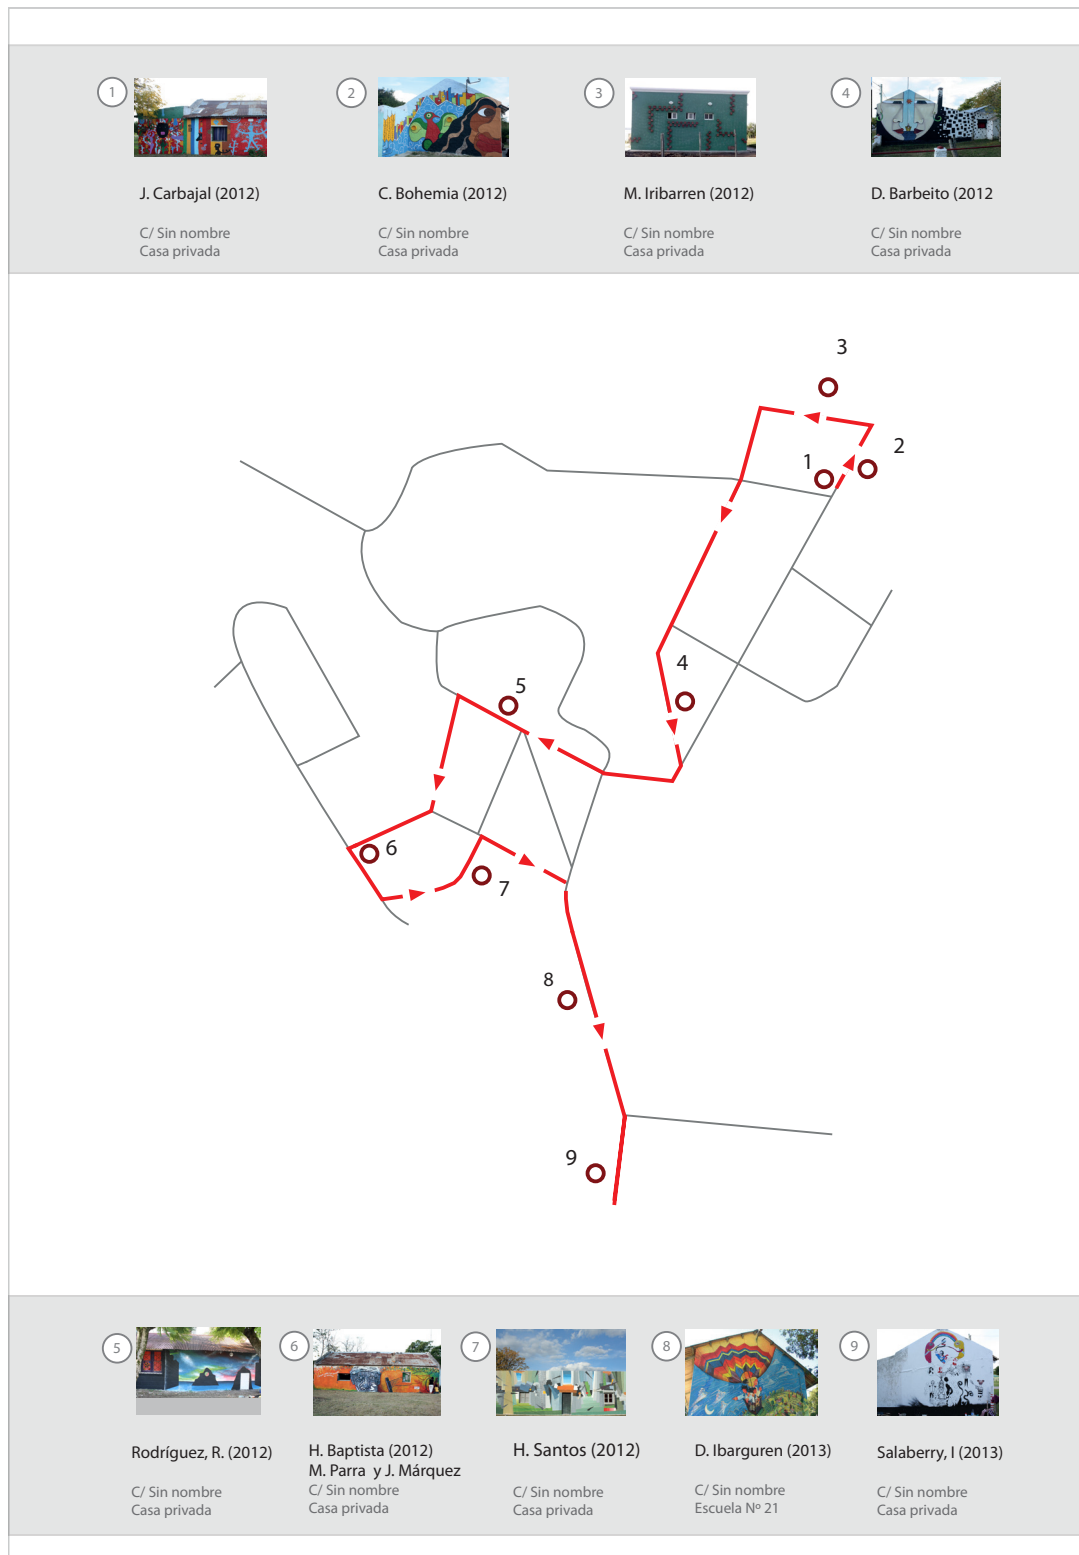 1
2
3
4
J. Carbajal (2012)
C. Bohemia (2012)
M. Iribarren (2012)
D. Barbeito (2012
C/ Sin nombre
Casa privada
C/ Sin nombre
Casa privada
C/ Sin nombre
Casa privada
C/ Sin nombre
Casa privada
3
2
1
4
5
6
7
8
9
5
6
7
8
9
Rodríguez, R. (2012)
C/ Sin nombre
Casa privada
H. Baptista (2012)
M. Parra y J. Márquez
C/ Sin nombre
Casa privada
H. Santos (2012)
C/ Sin nombre
Casa privada
D. Ibarguren (2013)
C/ Sin nombre
Escuela Nº 21
Salaberry, I (2013)
C/ Sin nombre
Casa privada